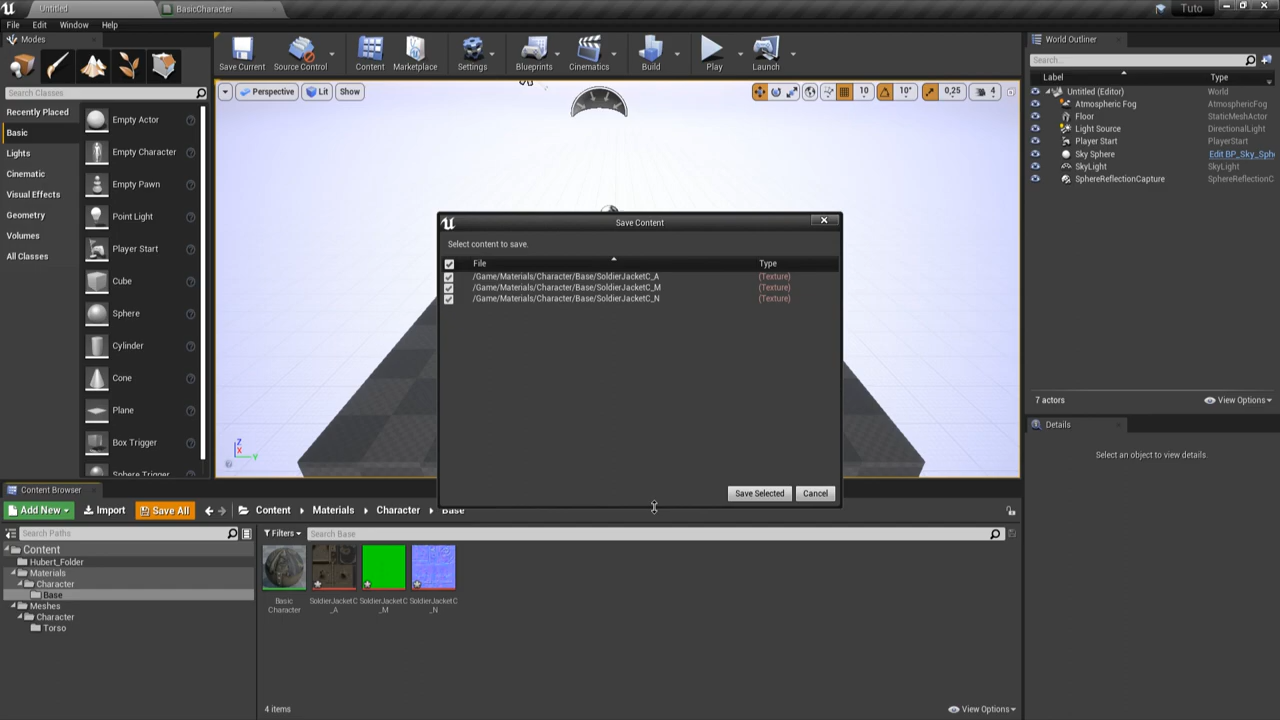 Untitled
BasicCharacter
Tuto
File
Edit
Window
Help
Modes
Search Classes
Recently Placed
Basic
Lights
Cinematic
Visual Effects
Geometry
Volumes
All Classes
Empty Actor
Empty Character
Empty Pawn
Point Light
Player Start
Cube
Sphere
Cylinder
Cone
Plane
Box Trigger
Sphere Trigger
Save Current
Source Control
Content
Marketplace
Settings
Blueprints
Cinematics
Build
Play
Launch
Perspective
Lit
Show
10
10°
0,25
4
Z
X
Y
Save Content
Select content to save.
File
Type
/Game/Materials/Character/Base/SoldierJacketC_A
(Texture)
/Game/Materials/Character/Base/SoldierJacketC_M
(Texture)
/Game/Materials/Character/Base/SoldierJacketC_N
(Texture)
Save Selected
Cancel
World Outliner
Search...
Label
Type
Untitled (Editor)
World
Atmospheric Fog
AtmosphericFog
Floor
StaticMeshActor
Light Source
DirectionalLight
Player Start
PlayerStart
Sky Sphere
Edit BP_Sky_Sph
SkyLight
SkyLight
SphereReflectionCapture
SphereReflectionC
7 actors
View Options
Details
Select an object to view details.
Content Browser
Add New
Import
Save All
Content
Materials
Character
Base
Search Paths
Filters
Search Base
Content
Hubert_Folder
Materials
Character
Base
Meshes
Character
Torso
Basic
Character
SoldierJacketC
_A
SoldierJacketC
_M
SoldierJacketC
_N
4 items
View Options